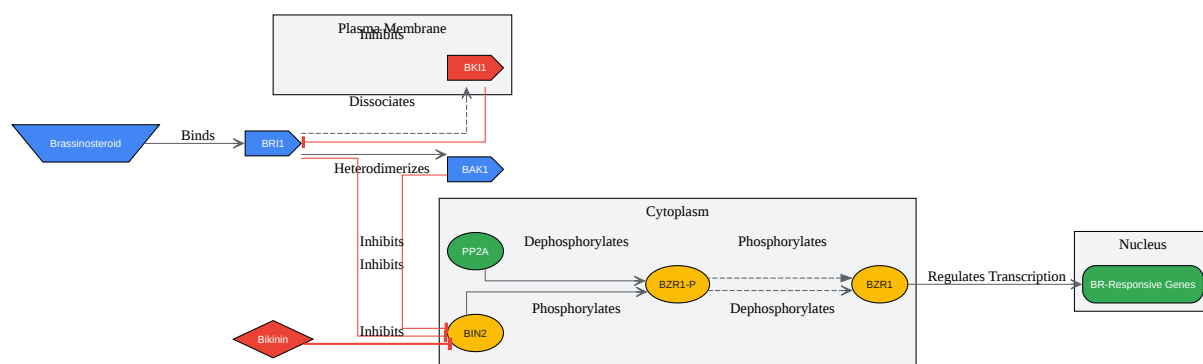 Plasma Membrane
Inhibits
BKI1
Dissociates
Brassinosteroid
Binds
BRI1
Heterodimerizes
BAK1
Cytoplasm
Inhibits
PP2A
Dephosphorylates
Phosphorylates
Nucleus
Inhibits
BZR1-P
BZR1
Regulates Transcription
BR-Responsive Genes
Phosphorylates
Dephosphorylates
Bikinin
Inhibits
BIN2